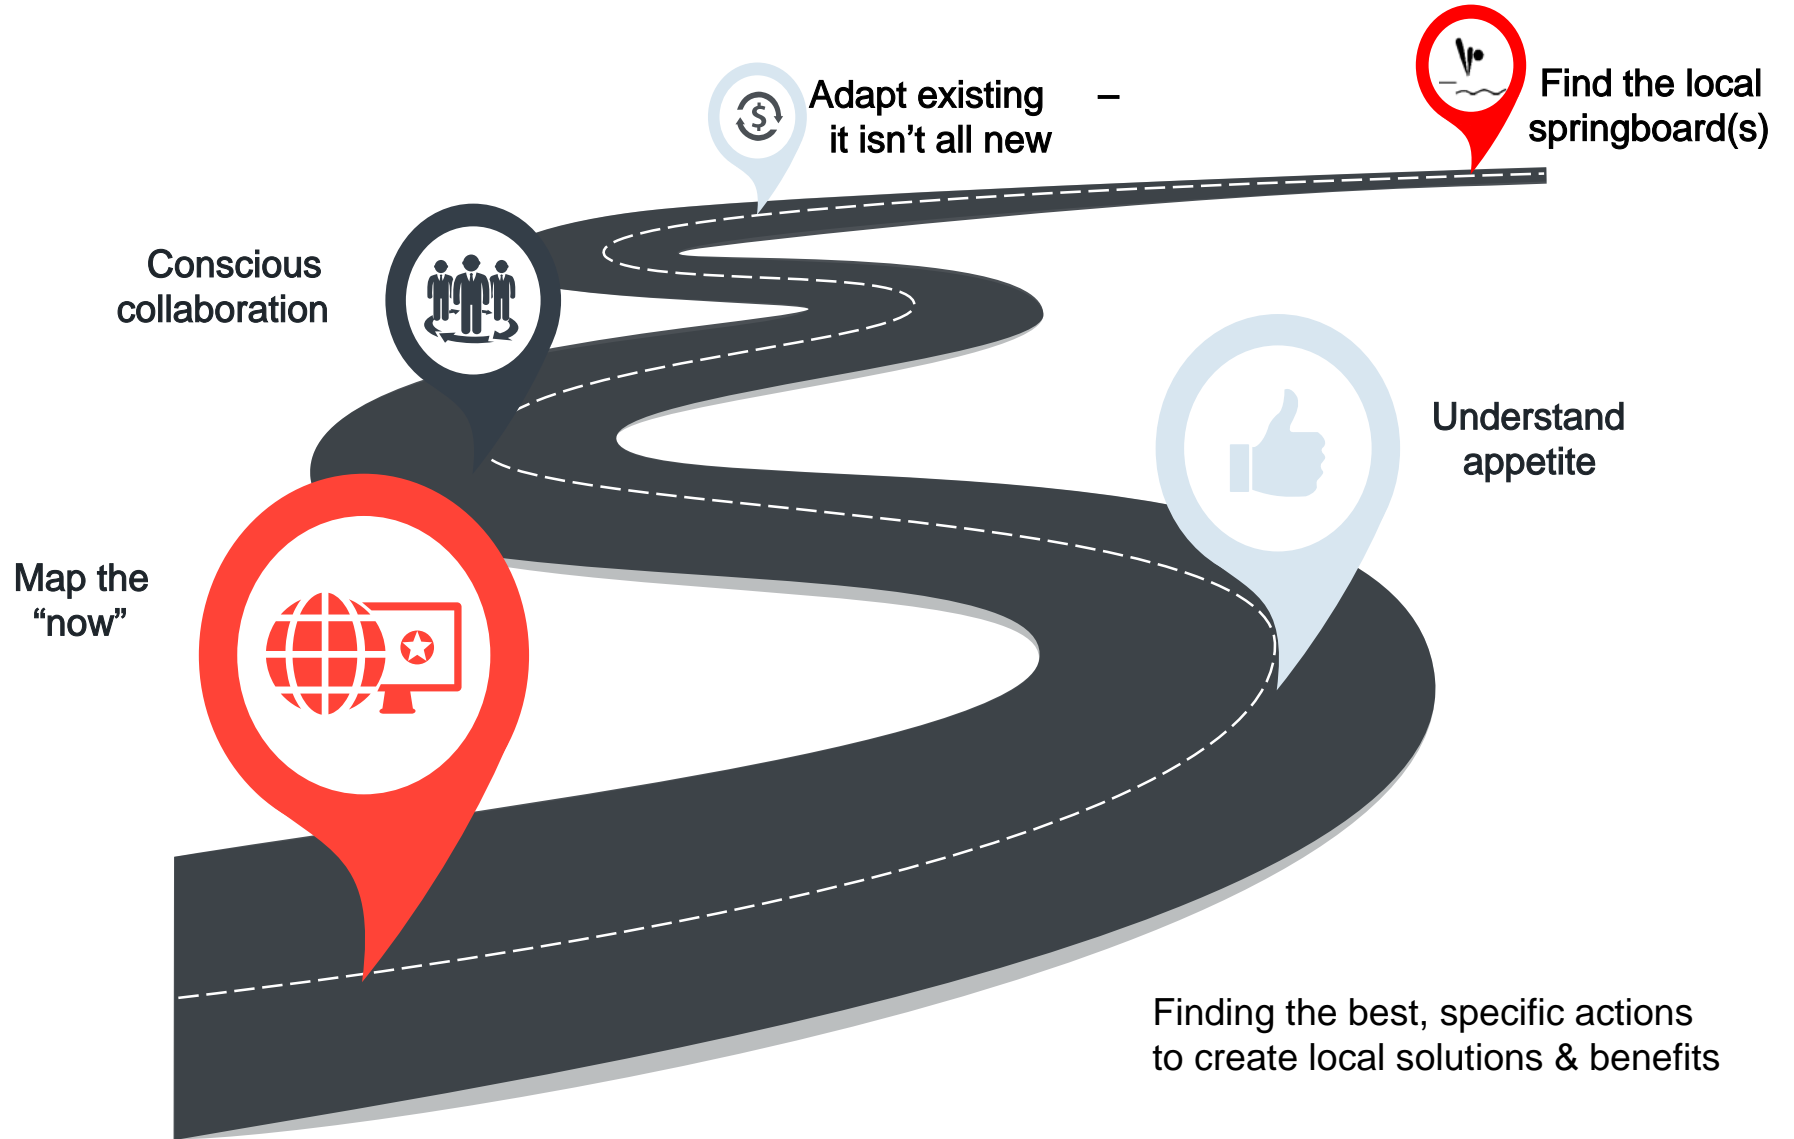 Adapt existing –
it isn’t all new
Find the local
springboard(s)
Conscious
collaboration
Understand
appetite
Map the
“now”
$
Finding the best, specific actions
to create local solutions & benefits